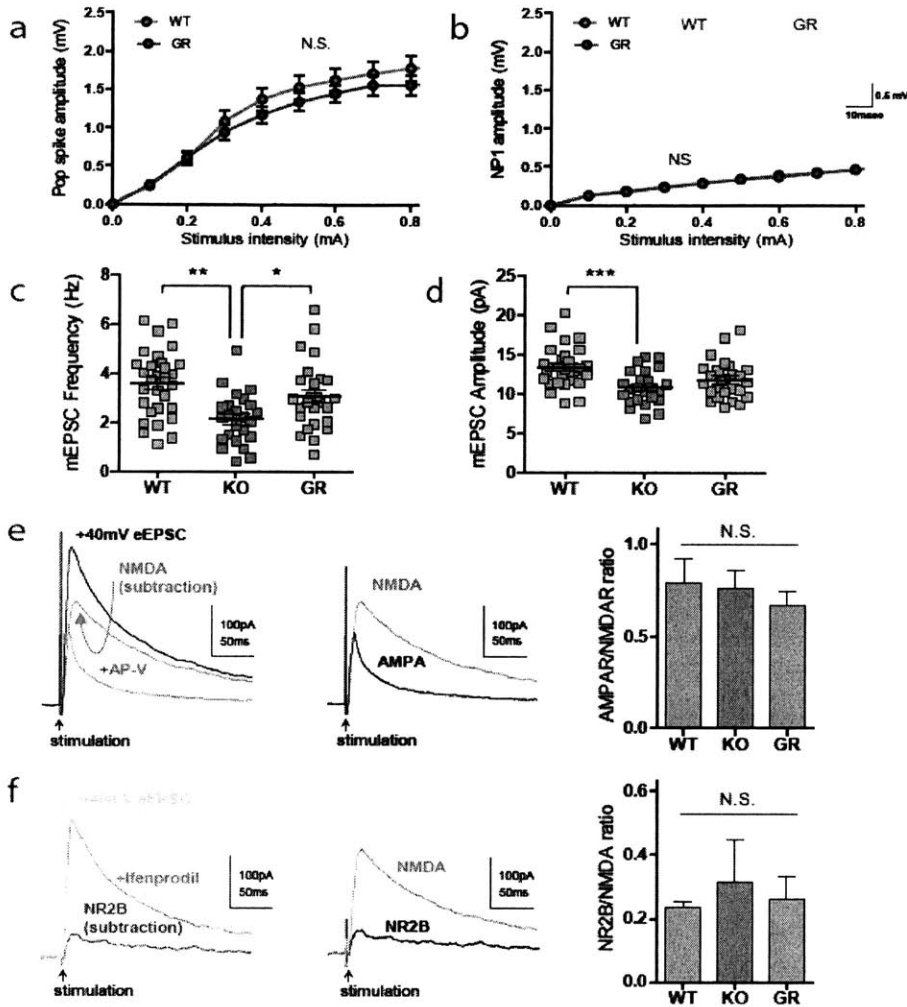 a
Pop spike amplitude (mV)
2.5
2.0
1.5
1.0
0.5
0.0
WT
GR
N.S.
0.0
0.2
0.4
0.6
0.8
Stimulus intensity (mA)
b
NP1 amplitude (mV)
2.5
2.0
1.5
1.0
0.5
0.0
WT
GR
WT
GR
0.5 mV
10msec
NS
0.0
0.2
0.4
0.6
0.8
Stimulus intensity (mA)
c
mEPSC Frequency (Hz)
8
6
4
2
0
**
*
WT
KO
GR
d
mEPSC Amplitude (pA)
25
20
15
10
5
0
***
WT
KO
GR
e
+40mV eEPSC
NMDA
(subtraction)
+AP-V
100pA
50ms
stimulation
NMDA
AMPA
100pA
50ms
stimulation
AMPAR/NMDAR ratio
1.0
0.5
0.0
N.S.
WT
KO
GR
f
+40mV eEPSC
+Ifenprodil
NR2B
(subtraction)
100pA
50ms
stimulation
NMDA
NR2B
100pA
50ms
stimulation
NR2B/NMDA ratio
0.6
0.4
0.2
0.0
N.S.
WT
KO
GR